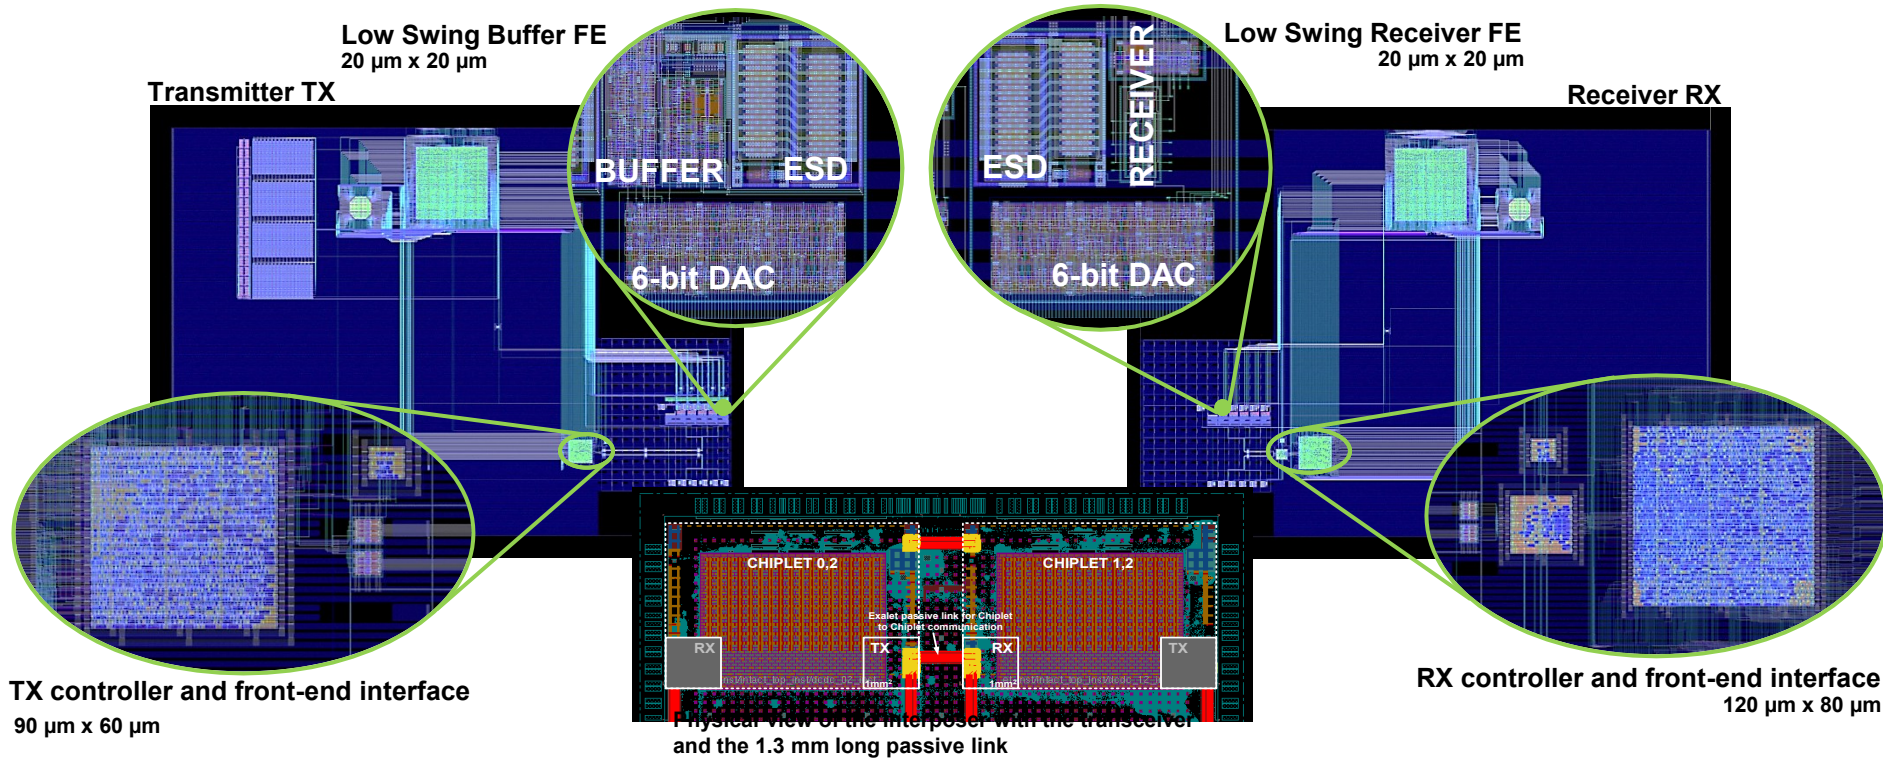 Low Swing Buffer FE
20 µm x 20 µm
Low Swing Receiver FE
20 µm x 20 µm
Transmitter TX
Receiver RX
BUFFER
ESD
6-bit DAC
ESD
RECEIVER
6-bit DAC
CHIPLET 0,2
CHIPLET 1,2
Exalet passive link for Chiplet
to Chiplet communication
RX
TX
1mm²
RX
1mm²
TX
TX controller and front-end interface
90 µm x 60 µm
RX controller and front-end interface
120 µm x 80 µm
Physical view of the interposer with the transceiver
and the 1.3 mm long passive link